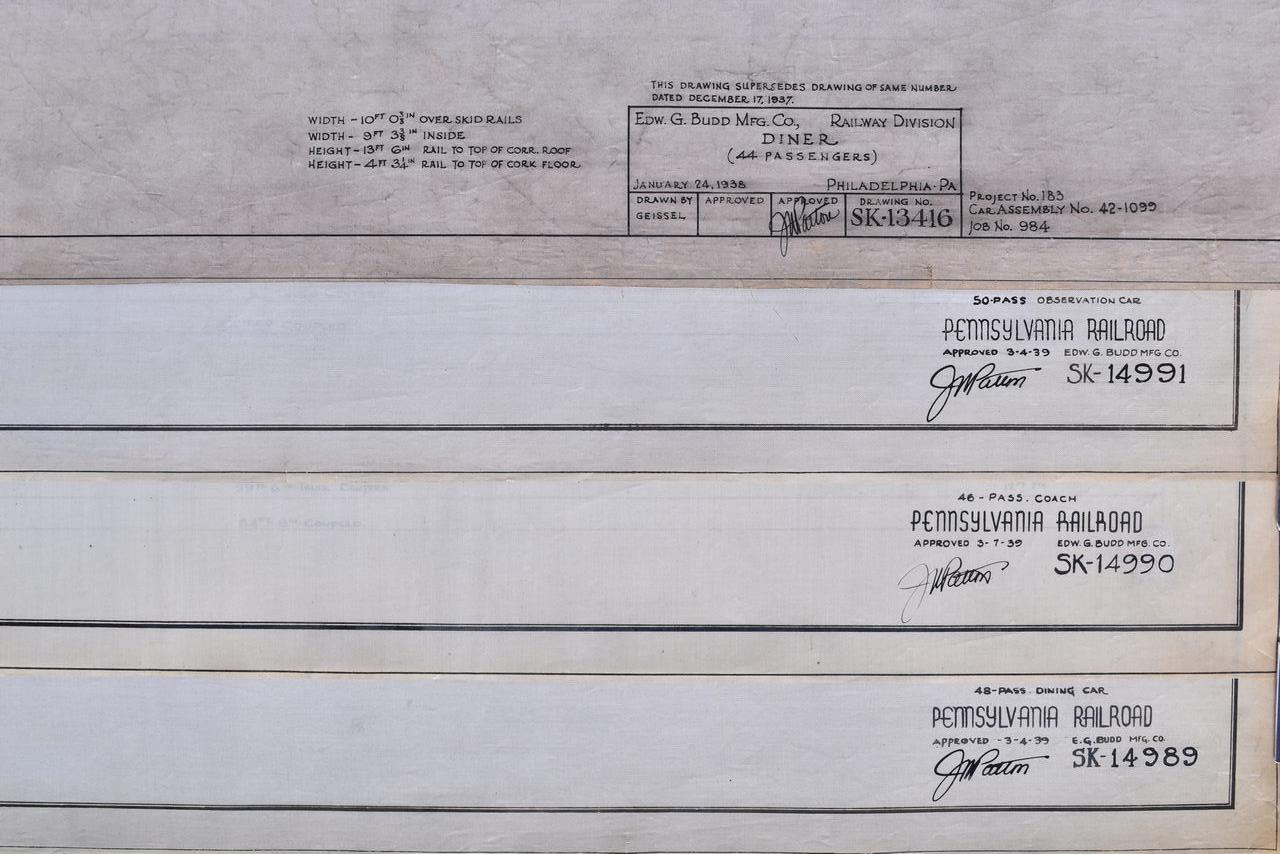 THIS DRAWING SUPERSEDES DRAWING OF SAME NUMBER
DATED DECEMBER 17, 1937.
WIDTH - 10FT 0⅜IN OVER SKID RAILS
WIDTH - 9FT 3⅜IN INSIDE
HEIGHT - 13FT 6IN RAIL TO TOP OF CORR. ROOF
HEIGHT - 4FT 3¼IN RAIL TO TOP OF CORK FLOOR
EDW. G. BUDD MFG. CO., RAILWAY DIVISION
DINER
(44 PASSENGERS)
JANUARY 24, 1938 PHILADELPHIA - PA
DRAWN BY APPROVED APPROVED DRAWING NO.
GEISSEL JWPatton SK-13416
PROJECT NO. 183
CAR ASSEMBLY NO. 42-1099
JOB NO. 984
50-PASS OBSERVATION CAR
PENNSYLVANIA RAILROAD
APPROVED 3-4-39 EDW. G. BUDD MFG CO.
JWPatton SK-14991
46-PASS. COACH
PENNSYLVANIA RAILROAD
APPROVED 3-7-39 EDW. G. BUDD MFG. CO.
JWPatton SK-14990
48-PASS. DINING CAR
PENNSYLVANIA RAILROAD
APPROVED -3-4-39 E.G. BUDD MFG. CO.
JWPatton SK-14989